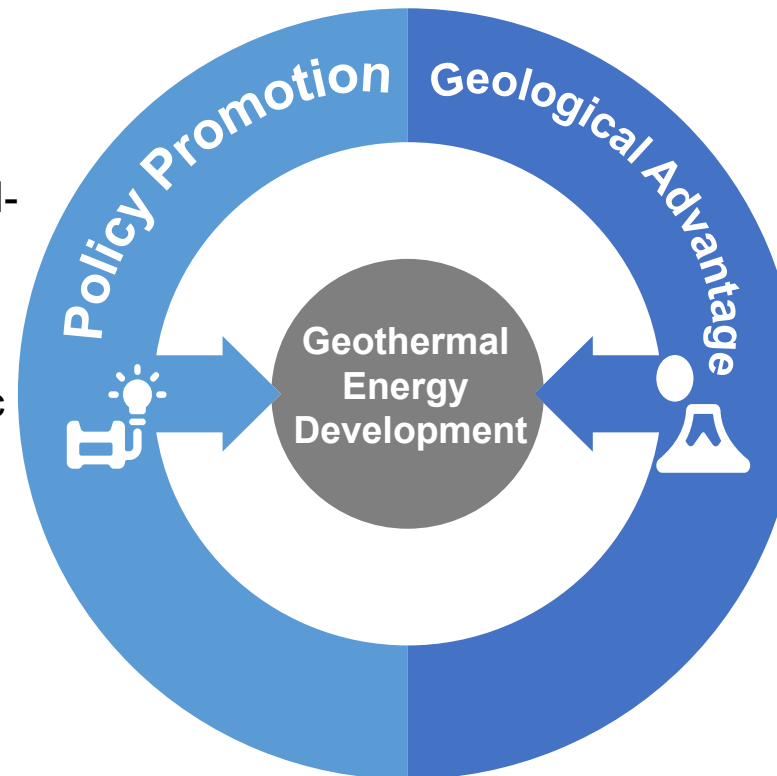 Policy Promotion
Geological Advantage
l-
c
Geothermal
Energy
Development